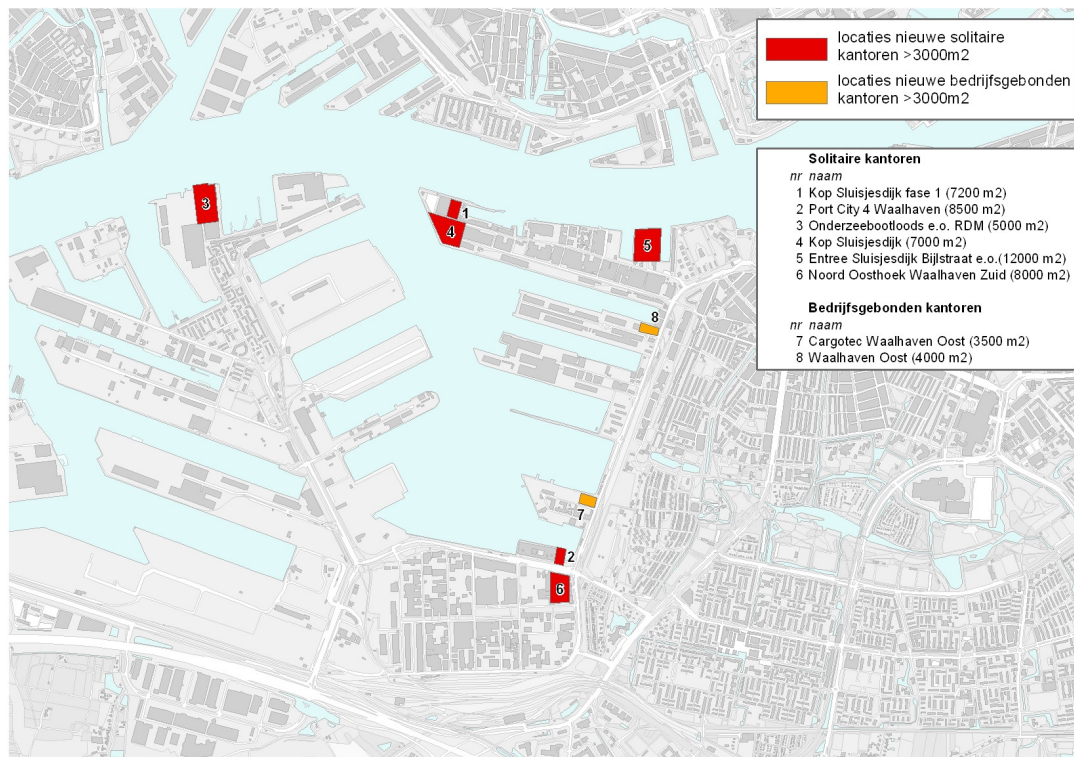 locaties nieuwe solitaire
kantoren >3000m2
locaties nieuwe bedrijfsgebonden
kantoren >3000m2
Solitaire kantoren
nr naam
1 Kop Sluisjesdijk fase 1 (7200 m2)
2 Port City 4 Waalhaven (8500 m2)
3 Onderzeebootloods e.o. RDM (5000 m2)
4 Kop Sluisjesdijk (7000 m2)
5 Entree Sluisjesdijk Bijlstraat e.o.(12000 m2)
6 Noord Oosthoek Waalhaven Zuid (8000 m2)
Bedrijfsgebonden kantoren
nr naam
7 Cargotec Waalhaven Oost (3500 m2)
8 Waalhaven Oost (4000 m2)
3
1
4
5
8
7
2
6